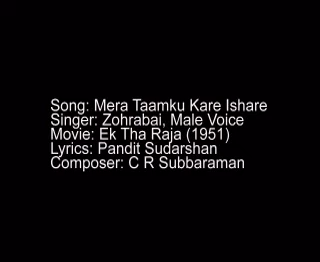 Song: Mera Taamku Kare Ishare
Singer: Zohrabai, Male Voice
Movie: Ek Tha Raja (1951)
Lyrics: Pandit Sudarshan
Composer: C R Subbaraman